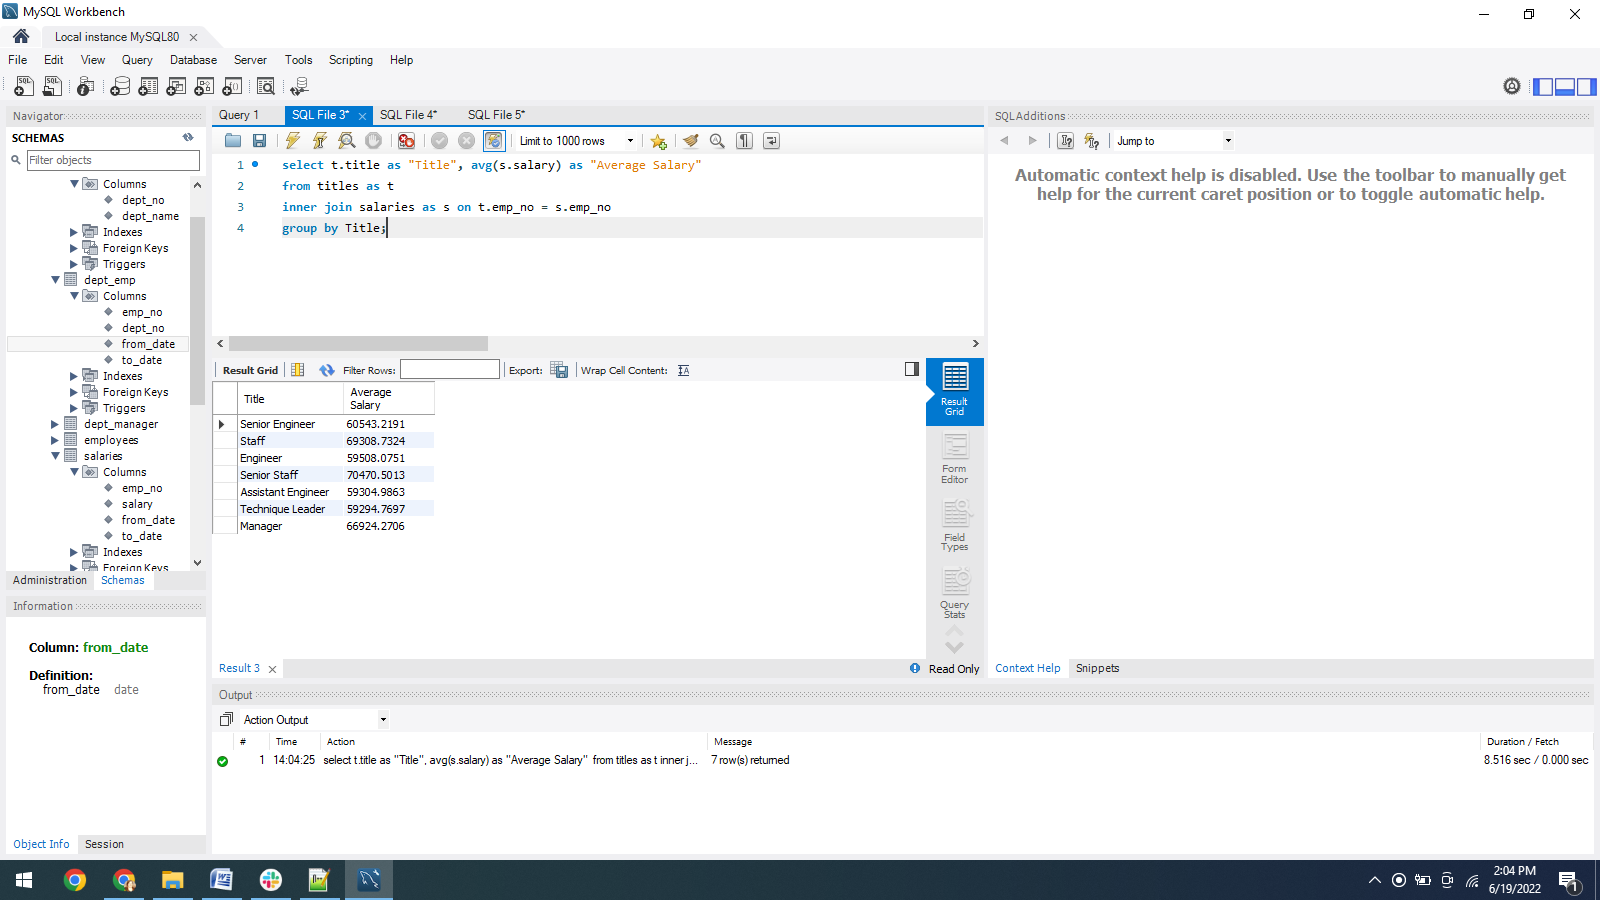 MySQL Workbench
Local instance MySQL80
File Edit View Query Database Server Tools Scripting Help
Navigator
SCHEMAS
Filter objects
Columns
dept_no
dept_name
Indexes
Foreign Keys
Triggers
dept_emp
Columns
emp_no
dept_no
from_date
to_date
Indexes
Foreign Keys
Triggers
dept_manager
employees
salaries
Columns
emp_no
salary
from_date
to_date
Indexes
Foreign Keys
Administration Schemas
Information
Column: from_date
Definition:
from_date date
Object Info Session
Query 1 SQL File 3* SQL File 4* SQL File 5*
Limit to 1000 rows
1 select t.title as "Title", avg(s.salary) as "Average Salary"
2 from titles as t
3 inner join salaries as s on t.emp_no = s.emp_no
4 group by Title;
Result Grid Filter Rows: Export: Wrap Cell Content:
Title Average Salary
Senior Engineer 60543.2191
Staff 69308.7324
Engineer 59508.0751
Senior Staff 70470.5013
Assistant Engineer 59304.9863
Technique Leader 59294.7697
Manager 66924.2706
Result Grid
Form Editor
Field Types
Query Stats
Result 3 Read Only
SQLAdditions
Jump to
Automatic context help is disabled. Use the toolbar to manually get
help for the current caret position or to toggle automatic help.
Context Help Snippets
Output
Action Output
# Time Action Message Duration / Fetch
1 14:04:25 select t.title as "Title", avg(s.salary) as "Average Salary" from titles as t inner j... 7 row(s) returned 8.516 sec / 0.000 sec
2:04 PM
6/19/2022
1